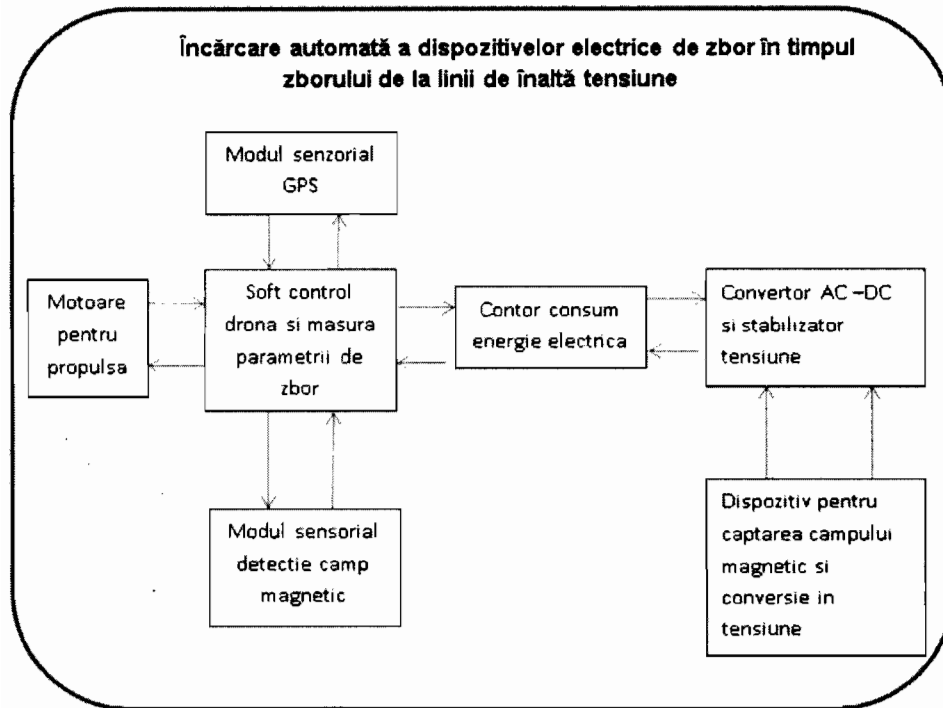 Încărcare automată a dispozitivelor electrice de zbor în timpul
zborului de la linii de înaltă tensiune
Modul senzorial
GPS
Motoare
pentru
propulsa
Soft control
drona si masura
parametrii de
zbor
Contor consum
energie electrica
Convertor AC-DC
si stabilizator
tensiune
Modul sensorial
detectie camp
magnetic
Dispozitiv pentru
captarea campului
magnetic si
conversie in
tensiune